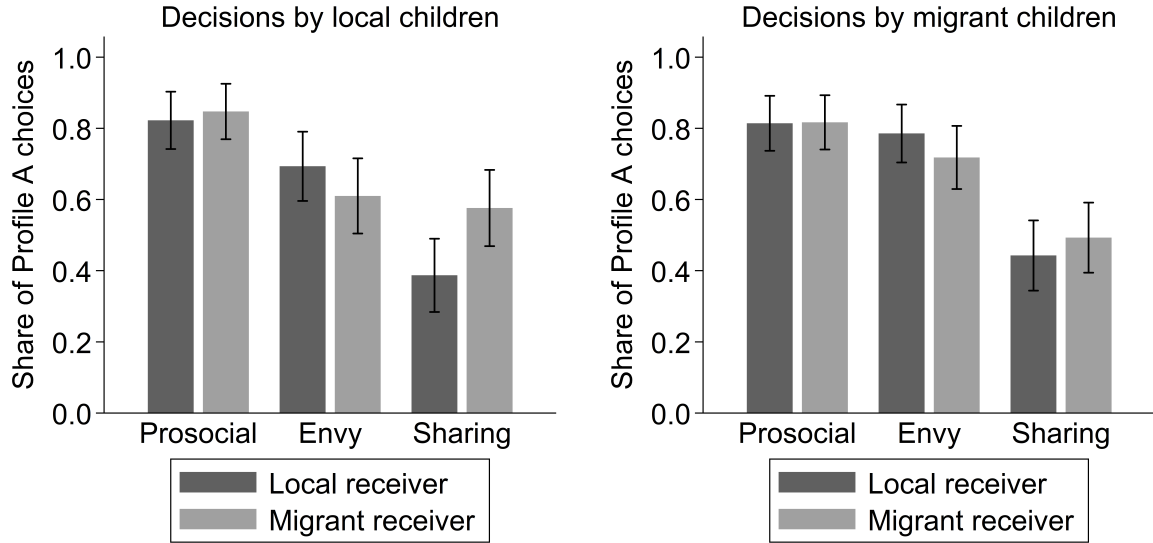 Decisions by local children
Share of Profile A choices
1.0
0.8
0.6
0.4
0.2
0.0
Prosocial Envy Sharing
Local receiver
Migrant receiver
Decisions by migrant children
Share of Profile A choices
1.0
0.8
0.6
0.4
0.2
0.0
Prosocial Envy Sharing
Local receiver
Migrant receiver